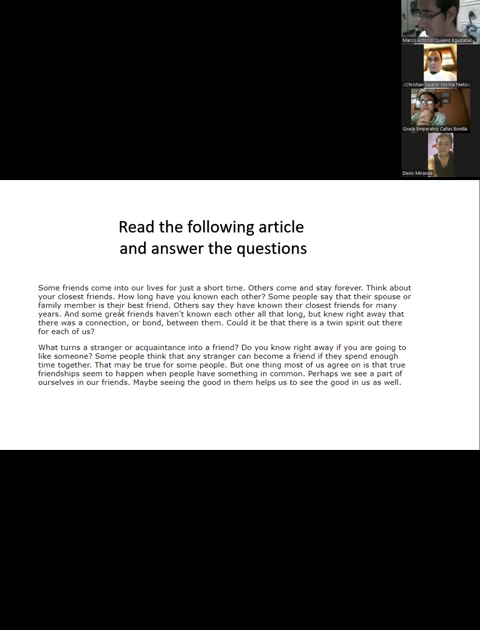 Marco Antonio Quijano Eguizabal
Christian
Molina Nieto
Gisela Emperatriz Cañas Bonilla
Denis Miranda
Read the following article
and answer the questions
Some friends come into our lives for just a short time. Others come and stay forever. Think about
your closest friends. How long have you known each other? Some people say that their spouse or
family member is their best friend. Others say they have known their closest friends for many
years. And some great friends haven't known each other all that long, but knew right away that
there was a connection, or bond, between them. Could it be that there is a twin spirit out there
for each of us?
What turns a stranger or acquaintance into a friend? Do you know right away if you are going to
like someone? Some people think that any stranger can become a friend if they spend enough
time together. That may be true for some people. But one thing most of us agree on is that true
friendships seem to happen when people have something in common. Perhaps we see a part of
ourselves in our friends. Maybe seeing the good in them helps us to see the good in us as well.